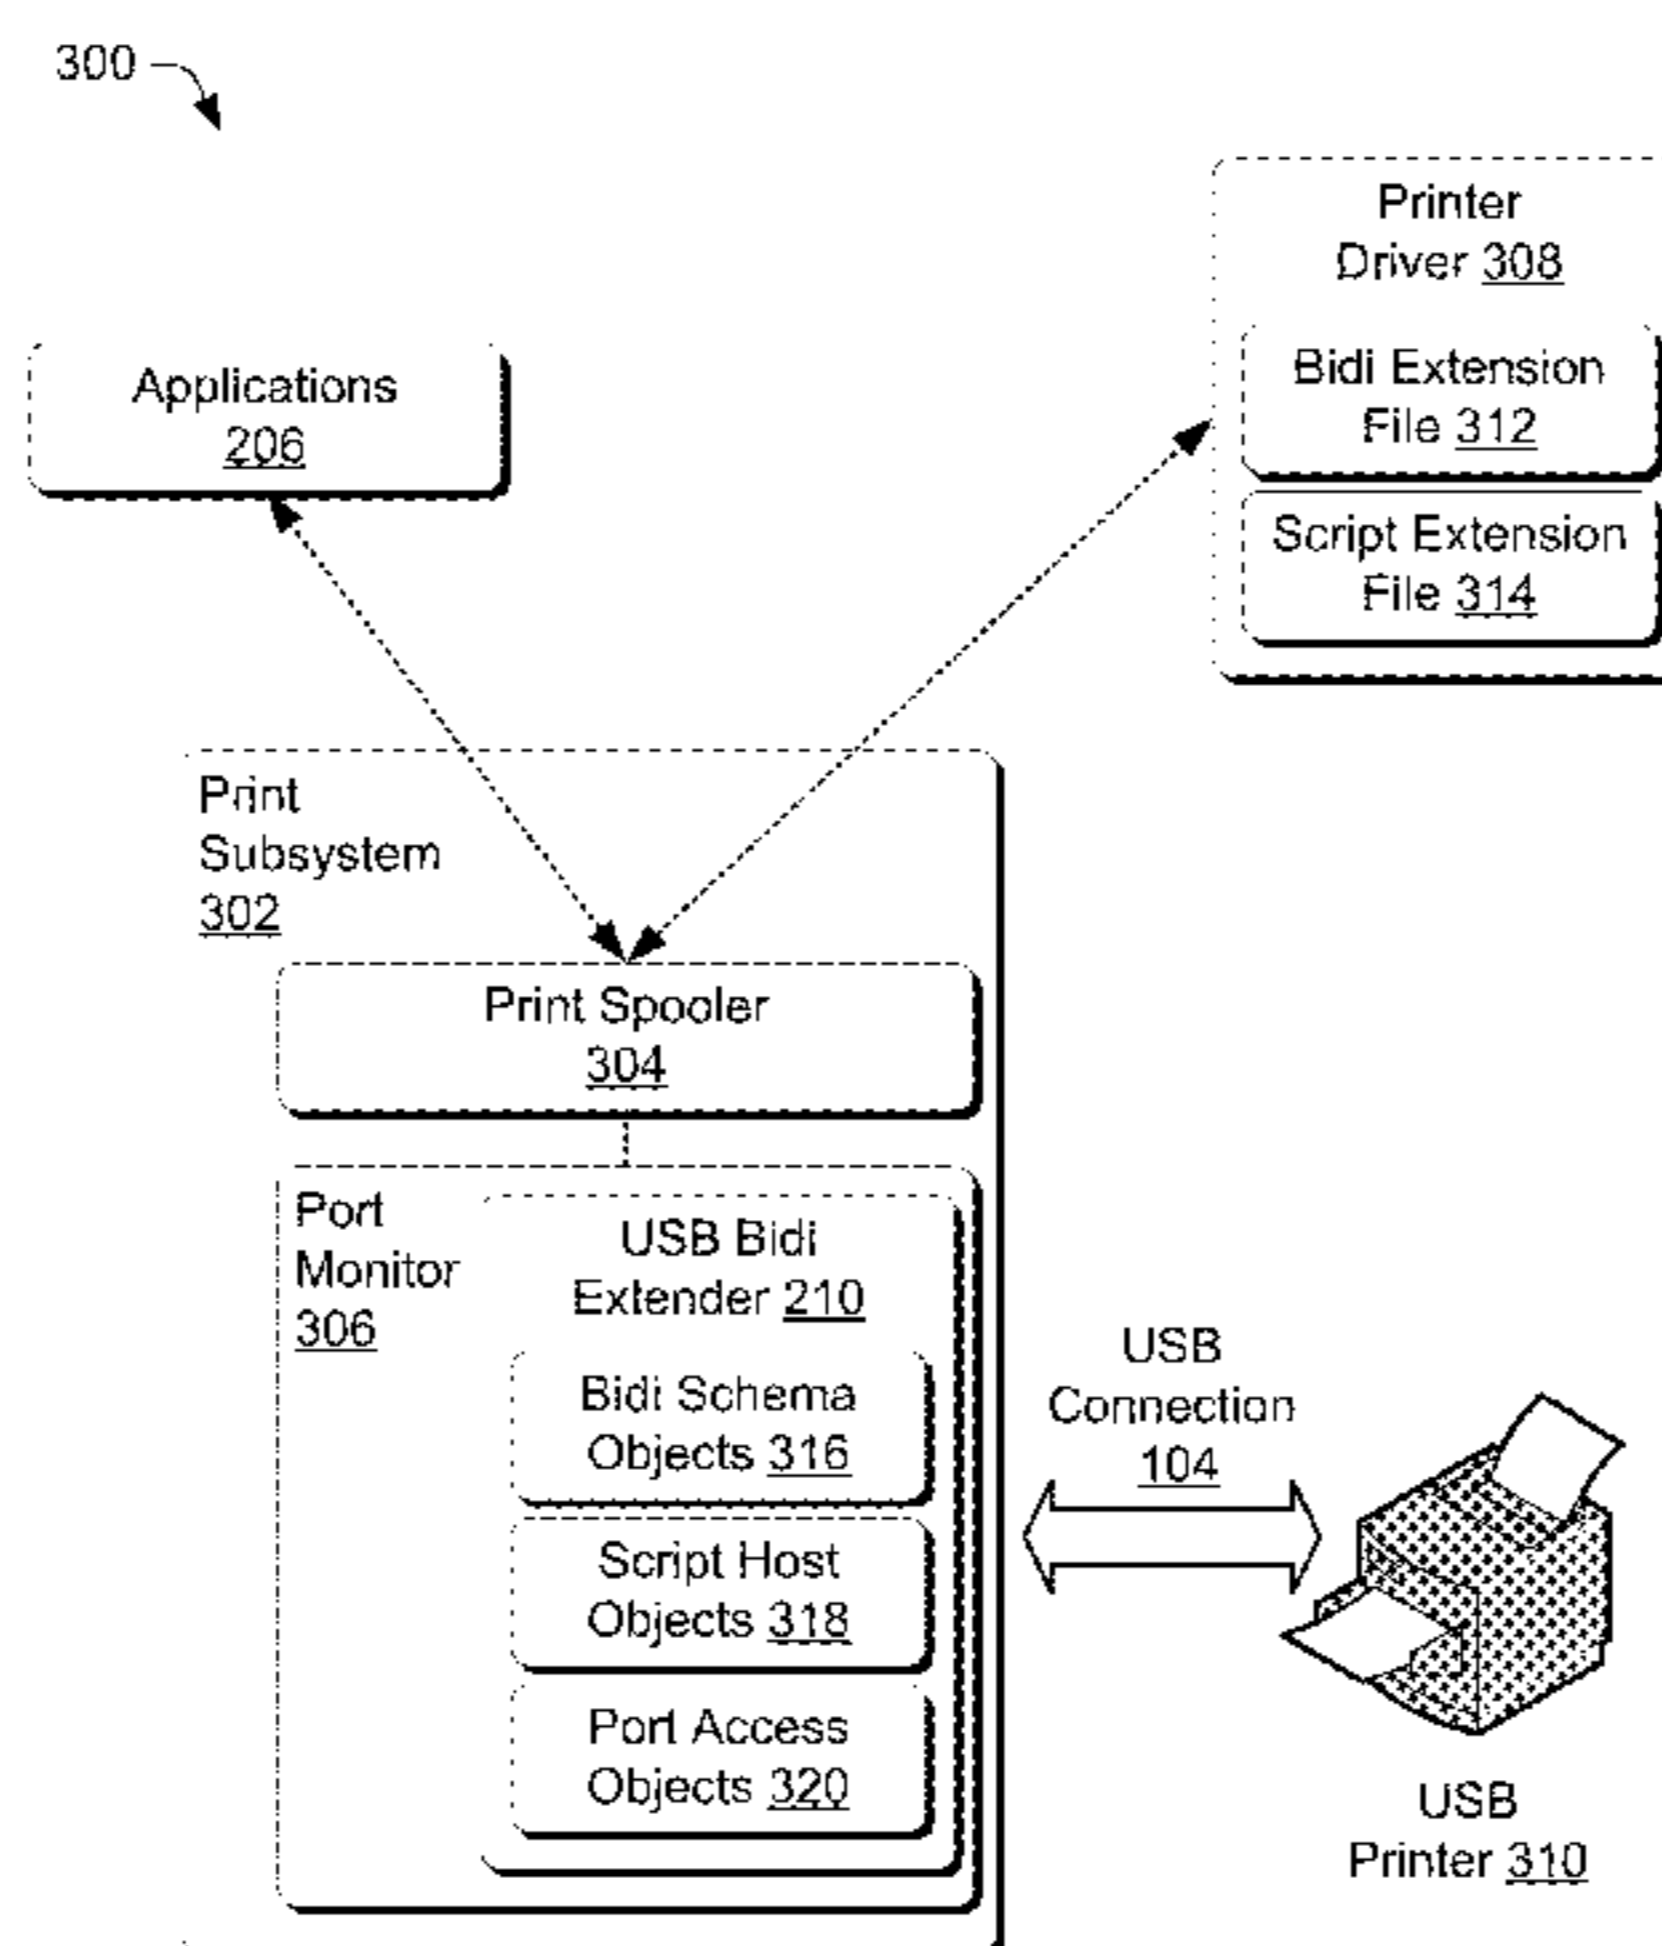 300
Printer
Driver 308
Bidi Extension
File 312
Script Extension
File 314
Applications
206
Print
Subsystem
302
Print Spooler
304
Port
Monitor
306
USB Bidi
Extender 210
Bidi Schema
Objects 316
Script Host
Objects 318
Port Access
Objects 320
USB
Connection
104
USB
Printer 310